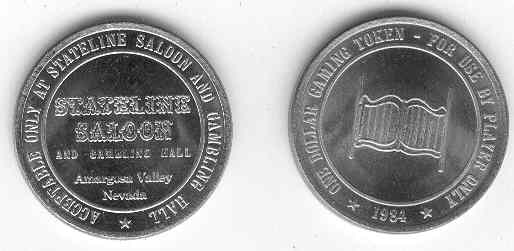 ACCEPTABLE ONLY AT STATELINE SALOON AND GAMBLING HALL
STATELINE
SALOON
AND GAMBLING HALL
Amargosa Valley
Nevada
ONE DOLLAR GAMING TOKEN - FOR USE BY PLAYER ONLY
1984